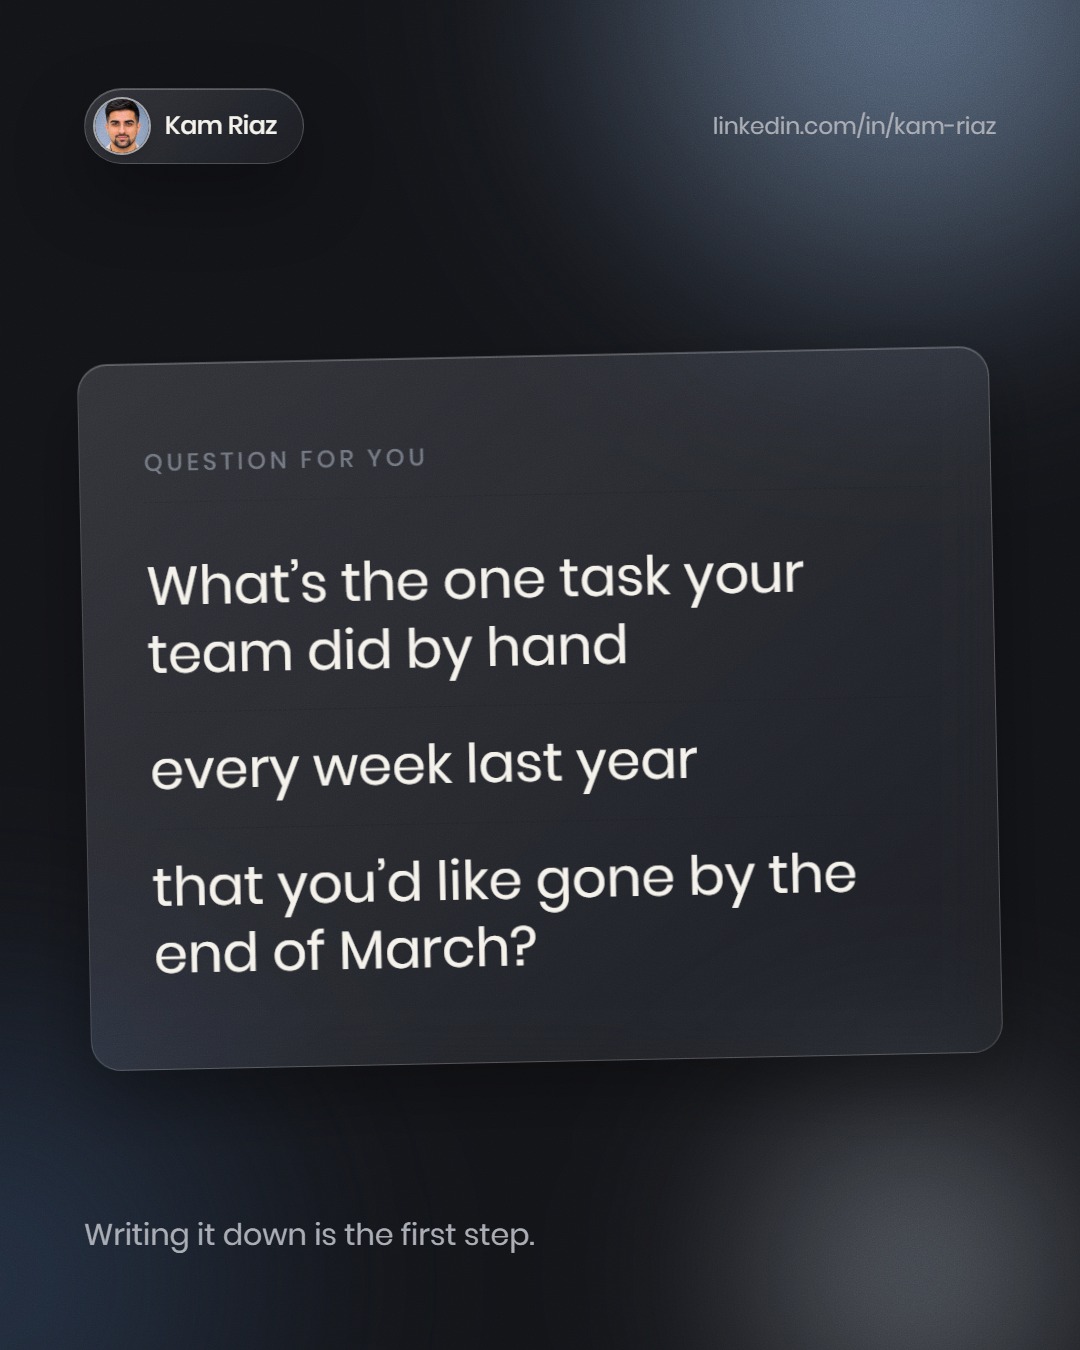 Kam Riaz
linkedin.com/in/kam-riaz
QUESTION FOR YOU
What’s the one task your
team did by hand
every week last year
that you’d like gone by the
end of March?
Writing it down is the first step.